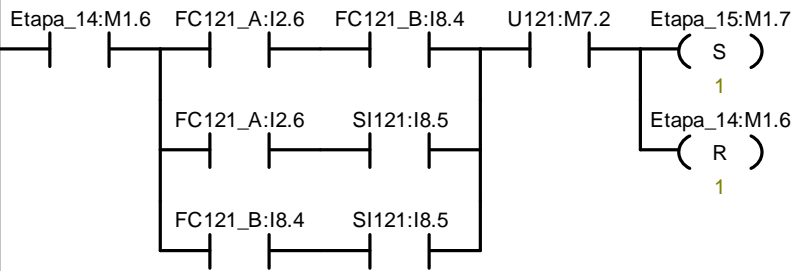 Etapa_14:M1.6 FC121_A:I2.6 FC121_B:I8.4 U121:M7.2 Etapa_15:M1.7
S
1
FC121_A:I2.6 SI121:I8.5 Etapa_14:M1.6
R
1
FC121_B:I8.4 SI121:I8.5